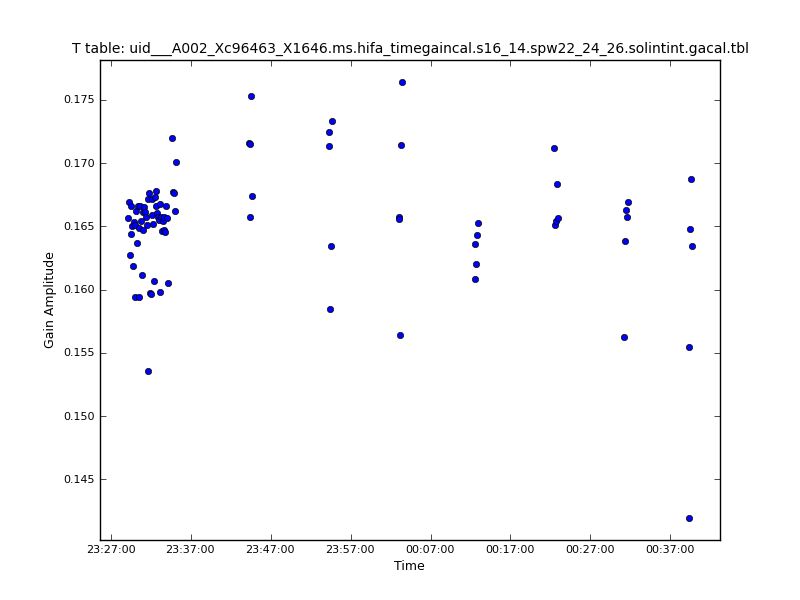 T table: uid___A002_Xc96463_X1646.ms.hifa_timegaincal.s16_14.spw22_24_26.solintint.gacal.tbl
0.175
0.170
0.165
0.160
0.155
0.150
0.145
Gain Amplitude
23:27:00 23:37:00 23:47:00 23:57:00 00:07:00 00:17:00 00:27:00 00:37:00
Time